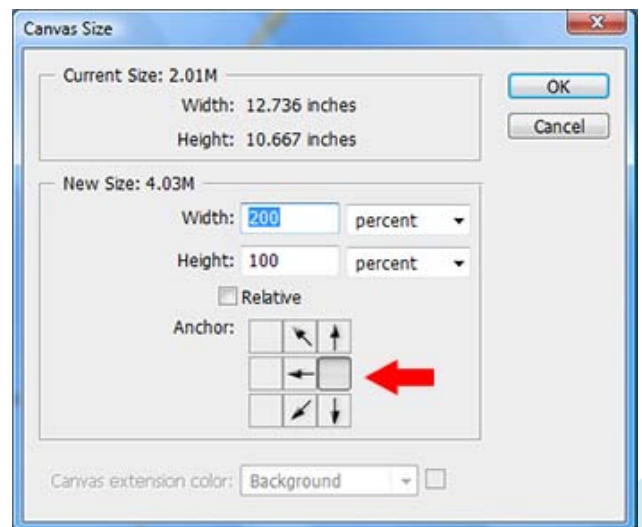 Canvas Size
Current Size: 2.01M
OK
Width: 12.736 inches
Cancel
Height: 10.667 inches
New Size: 4.03M
Width: 200 percent
Height: 100 percent
Relative
Anchor:
Canvas extension color: Background